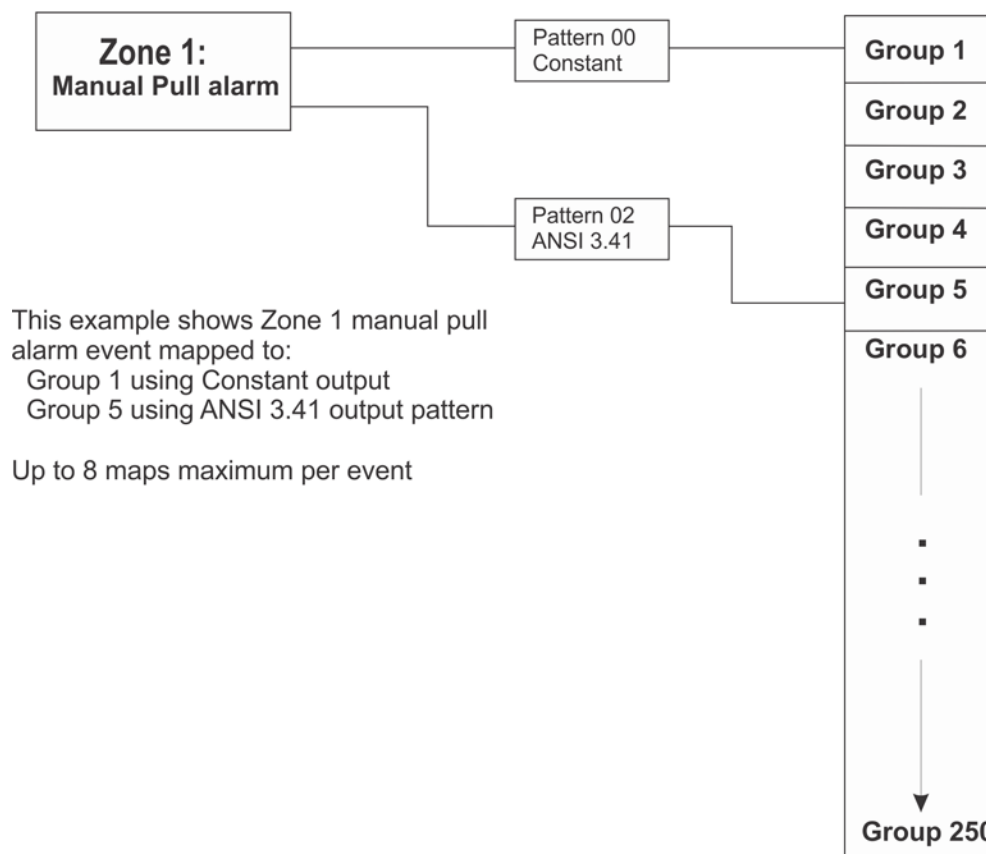 Zone 1:
Manual Pull alarm
Pattern 00
Constant
Pattern 02
ANSI 3.41
Group 1
Group 2
Group 3
Group 4
Group 5
Group 6
Group 250
This example shows Zone 1 manual pull
alarm event mapped to:
Group 1 using Constant output
Group 5 using ANSI 3.41 output pattern
Up to 8 maps maximum per event